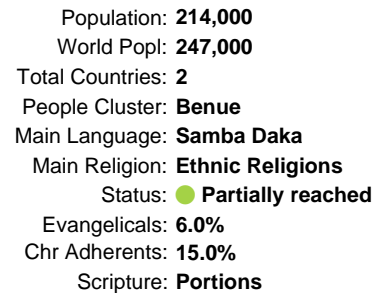 Population: 214,000
World Popl: 247,000
Total Countries: 2
People Cluster: Benue
Main Language: Samba Daka
Main Religion: Ethnic Religions
Status: Partially reached
Evangelicals: 6.0%
Chr Adherents: 15.0%
Scripture: Portions